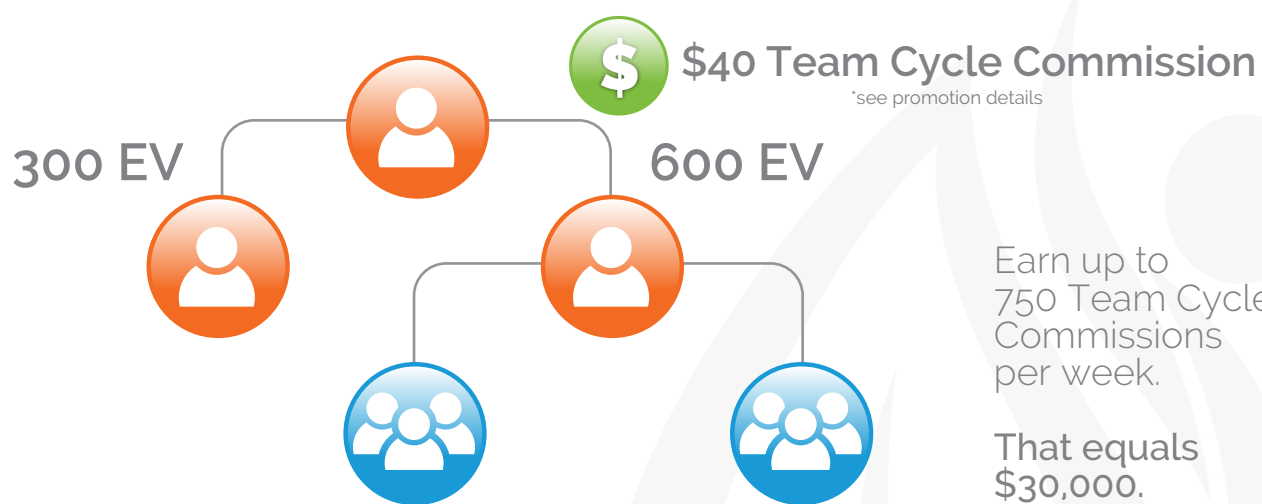 $
$40 Team Cycle Commission
*see promotion details
300 EV
600 EV
Earn up to
750 Team Cycle
Commissions
per week.
That equals
$30,000.